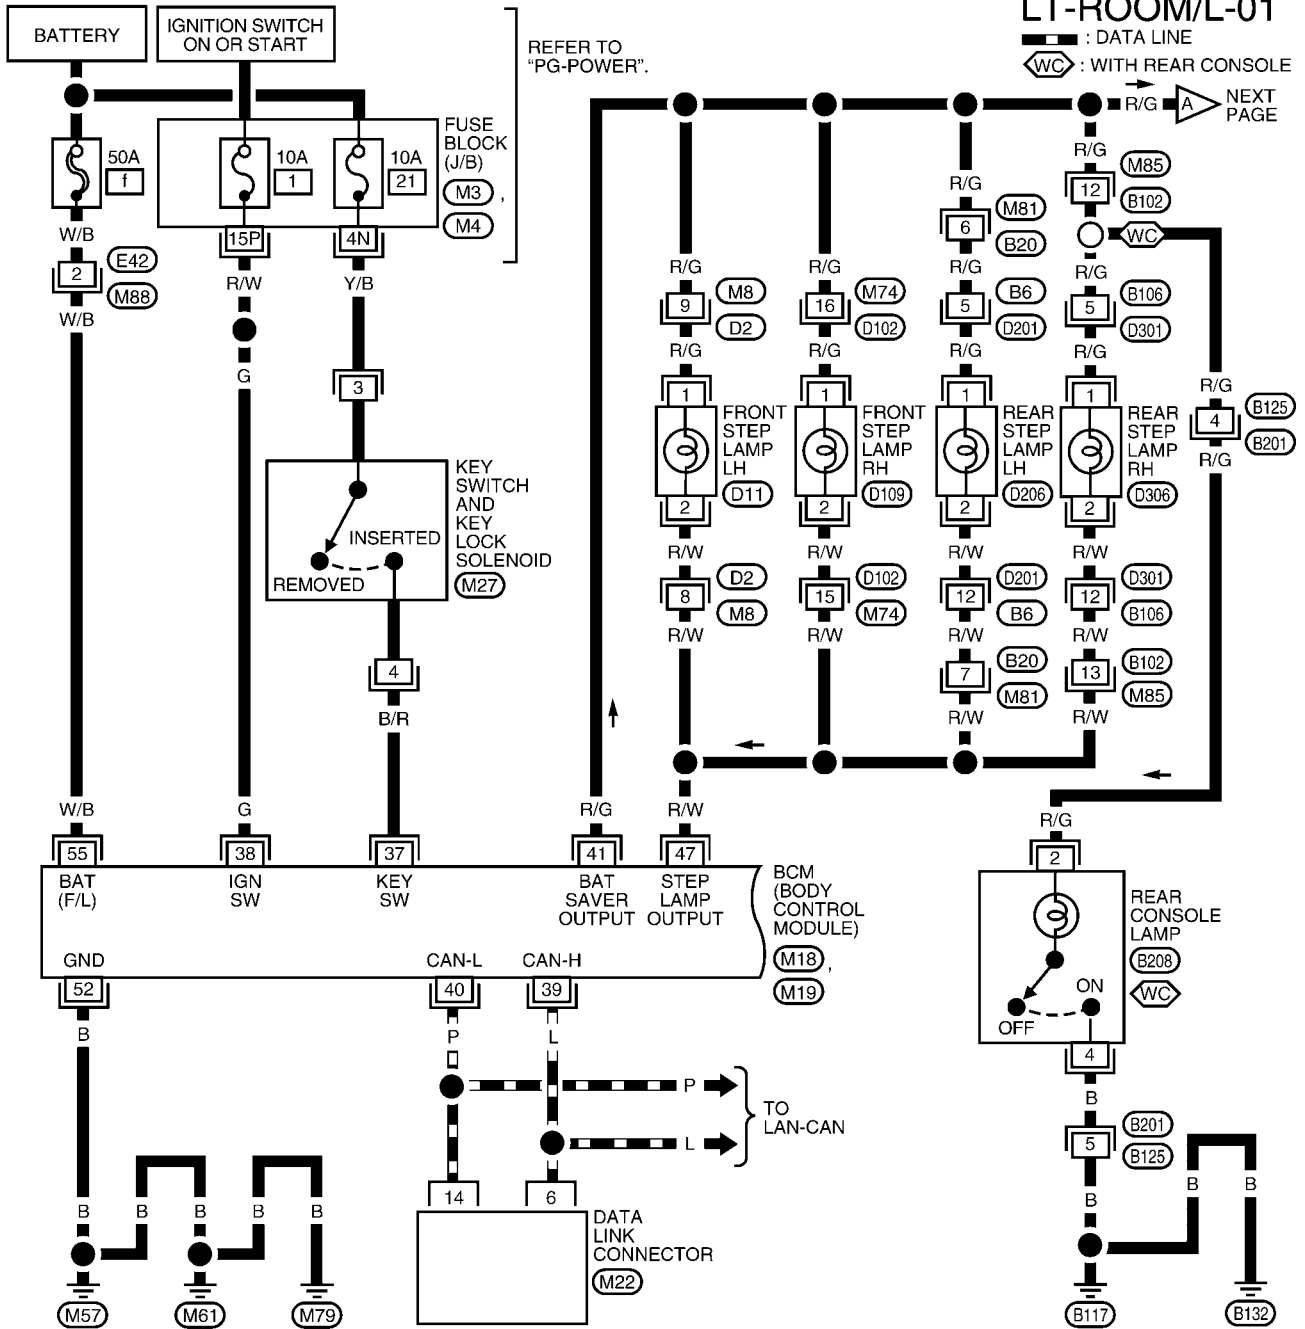 LT-ROOM/L-01
: DATA LINE
WC : WITH REAR CONSOLE
BATTERY
IGNITION SWITCH
ON OR START
REFER TO
"PG-POWER".
R/G
A
NEXT
PAGE
50A
f
10A
1
10A
21
FUSE
BLOCK
(J/B)
M3 ,
M4
W/B
15P
4N
2
E42
M88
W/B
R/W
Y/B
G
3
KEY
SWITCH
AND
KEY
LOCK
SOLENOID
M27
INSERTED
REMOVED
4
B/R
R/G
M85
12
B102
WC
R/G
6
M81
B20
R/G
R/G
R/G
R/G
9
M8
D2
16
M74
D102
5
B6
D201
5
B106
D301
R/G
R/G
R/G
R/G
1
1
1
1
FRONT
STEP
LAMP
LH
D11
FRONT
STEP
LAMP
RH
D109
REAR
STEP
LAMP
LH
D206
REAR
STEP
LAMP
RH
D306
R/G
4
B125
B201
R/G
2
2
2
2
R/W
R/W
R/W
R/W
8
D2
M8
15
D102
M74
12
D201
B6
12
D301
B106
R/W
R/W
R/W
R/W
7
B20
M81
13
B102
M85
R/W
R/W
W/B
G
R/G
R/W
R/G
55
38
37
41
47
2
BAT
(F/L)
IGN
SW
KEY
SW
BAT
SAVER
OUTPUT
STEP
LAMP
OUTPUT
BCM
(BODY
CONTROL
MODULE)
M18 ,
M19
GND
CAN-L
CAN-H
52
40
39
REAR
CONSOLE
LAMP
B208
WC
ON
OFF
4
B
P
L
P
L
TO
LAN-CAN
14
6
DATA
LINK
CONNECTOR
M22
B
5
B201
B125
B
B
B
B
B
B
B
B
B
M57
M61
M79
B117
B132